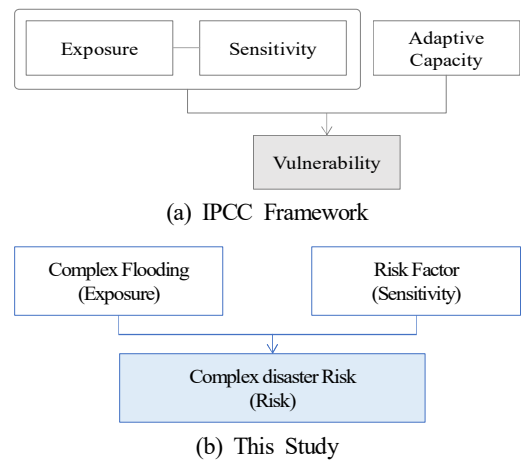 Exposure
Sensitivity
Adaptive
Capacity
Vulnerability
(a) IPCC Framework
Complex Flooding
(Exposure)
Risk Factor
(Sensitivity)
Complex disaster Risk
(Risk)
(b) This Study